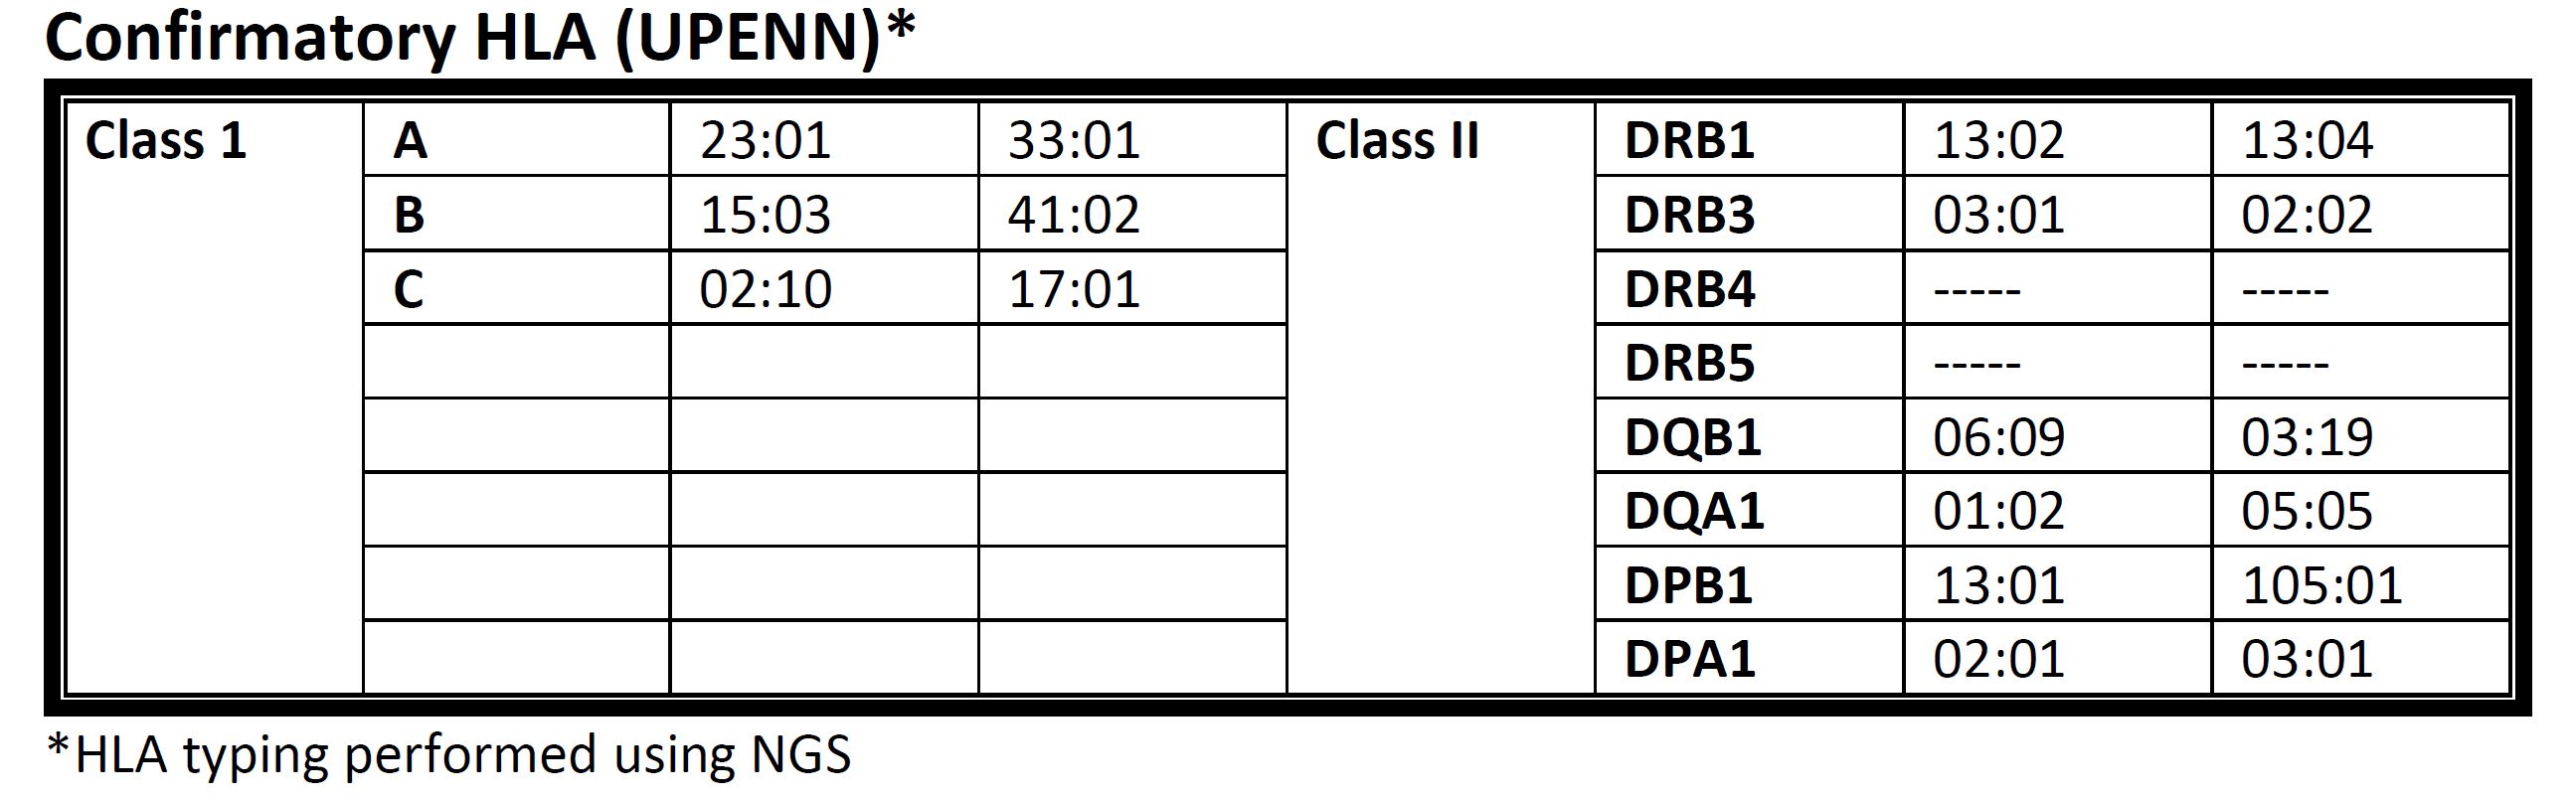 Confirmatory HLA (UPENN)*
Class 1 A 23:01 33:01 Class II DRB1 13:02 13:04
B 15:03 41:02 DRB3 03:01 02:02
C 02:10 17:01 DRB4 ----- -----
DRB5 ----- -----
DQB1 06:09 03:19
DQA1 01:02 05:05
DPB1 13:01 105:01
DPA1 02:01 03:01
*HLA typing performed using NGS